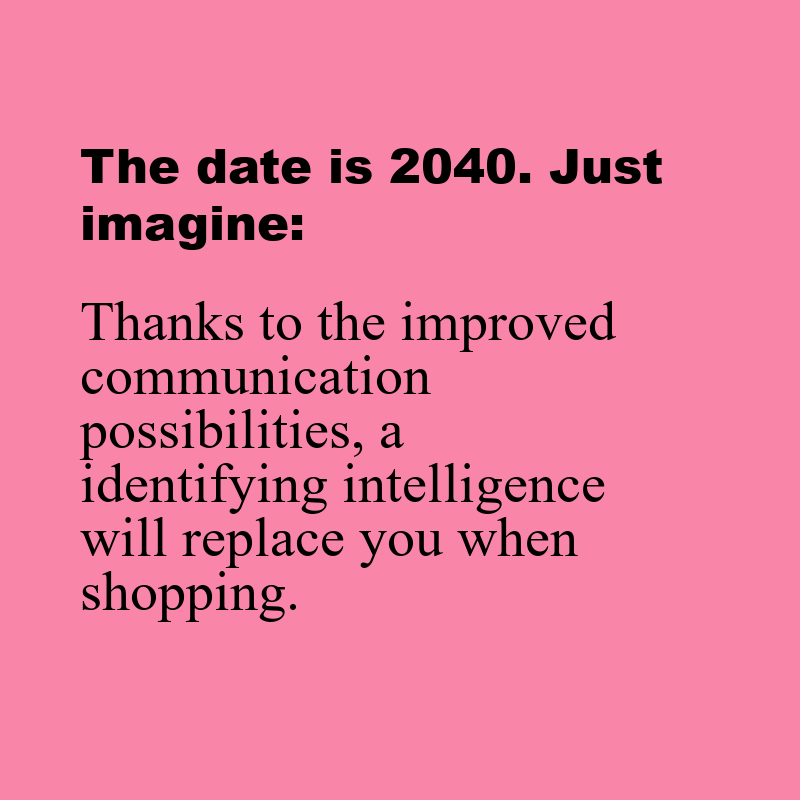 The date is 2040. Just
imagine:
Thanks to the improved
communication
possibilities, a
identifying intelligence
will replace you when
shopping.